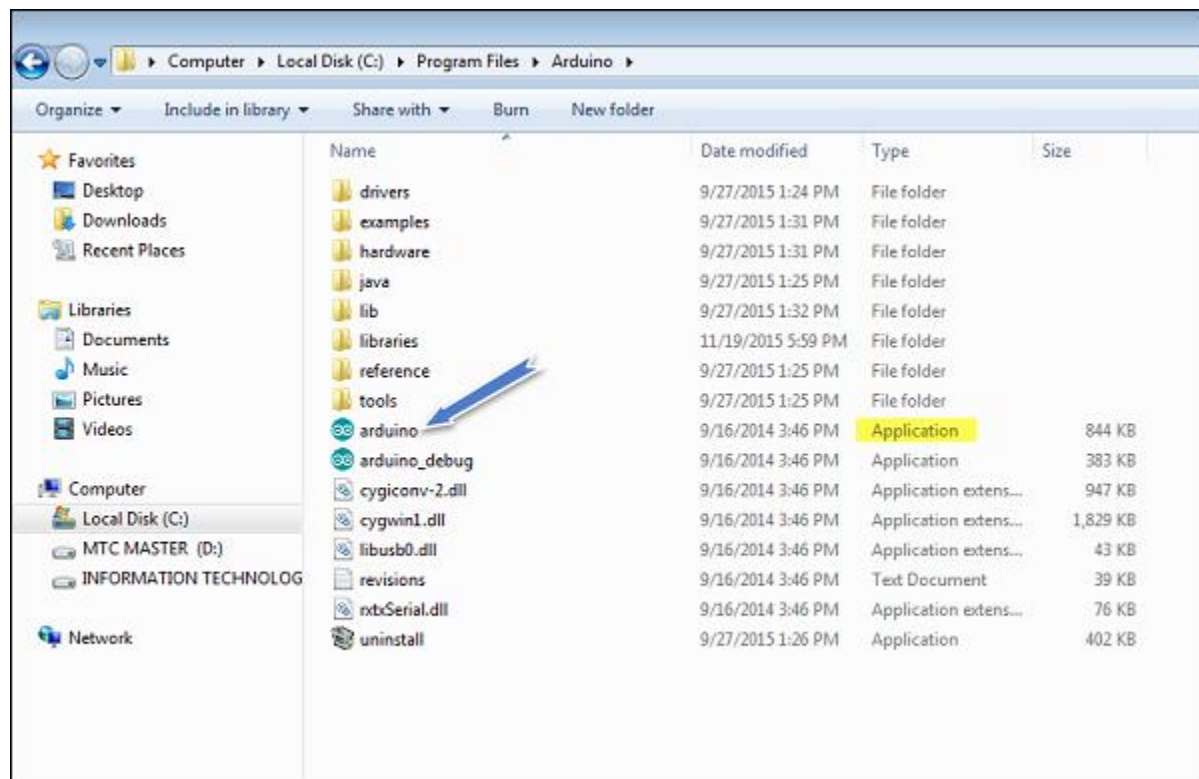 Computer Local Disk (C:) Program Files Arduino
Organize Include in library Share with Burn New folder
Favorites
Desktop
Downloads
Recent Places
Libraries
Documents
Music
Pictures
Videos
Computer
Local Disk (C:)
MTC MASTER (D:)
INFORMATION TECHNOLOG
Network
Name Date modified Type Size
drivers 9/27/2015 1:24 PM File folder
examples 9/27/2015 1:31 PM File folder
hardware 9/27/2015 1:31 PM File folder
java 9/27/2015 1:25 PM File folder
lib 9/27/2015 1:32 PM File folder
libraries 11/19/2015 5:59 PM File folder
reference 9/27/2015 1:25 PM File folder
tools 9/27/2015 1:25 PM File folder
arduino 9/16/2014 3:46 PM Application 844 KB
arduino_debug 9/16/2014 3:46 PM Application 383 KB
cygiconv-2.dll 9/16/2014 3:46 PM Application extens... 947 KB
cygwin1.dll 9/16/2014 3:46 PM Application extens... 1,829 KB
libusb0.dll 9/16/2014 3:46 PM Application extens... 43 KB
revisions 9/16/2014 3:46 PM Text Document 39 KB
rxtxSerial.dll 9/16/2014 3:46 PM Application extens... 76 KB
uninstall 9/27/2015 1:26 PM Application 402 KB